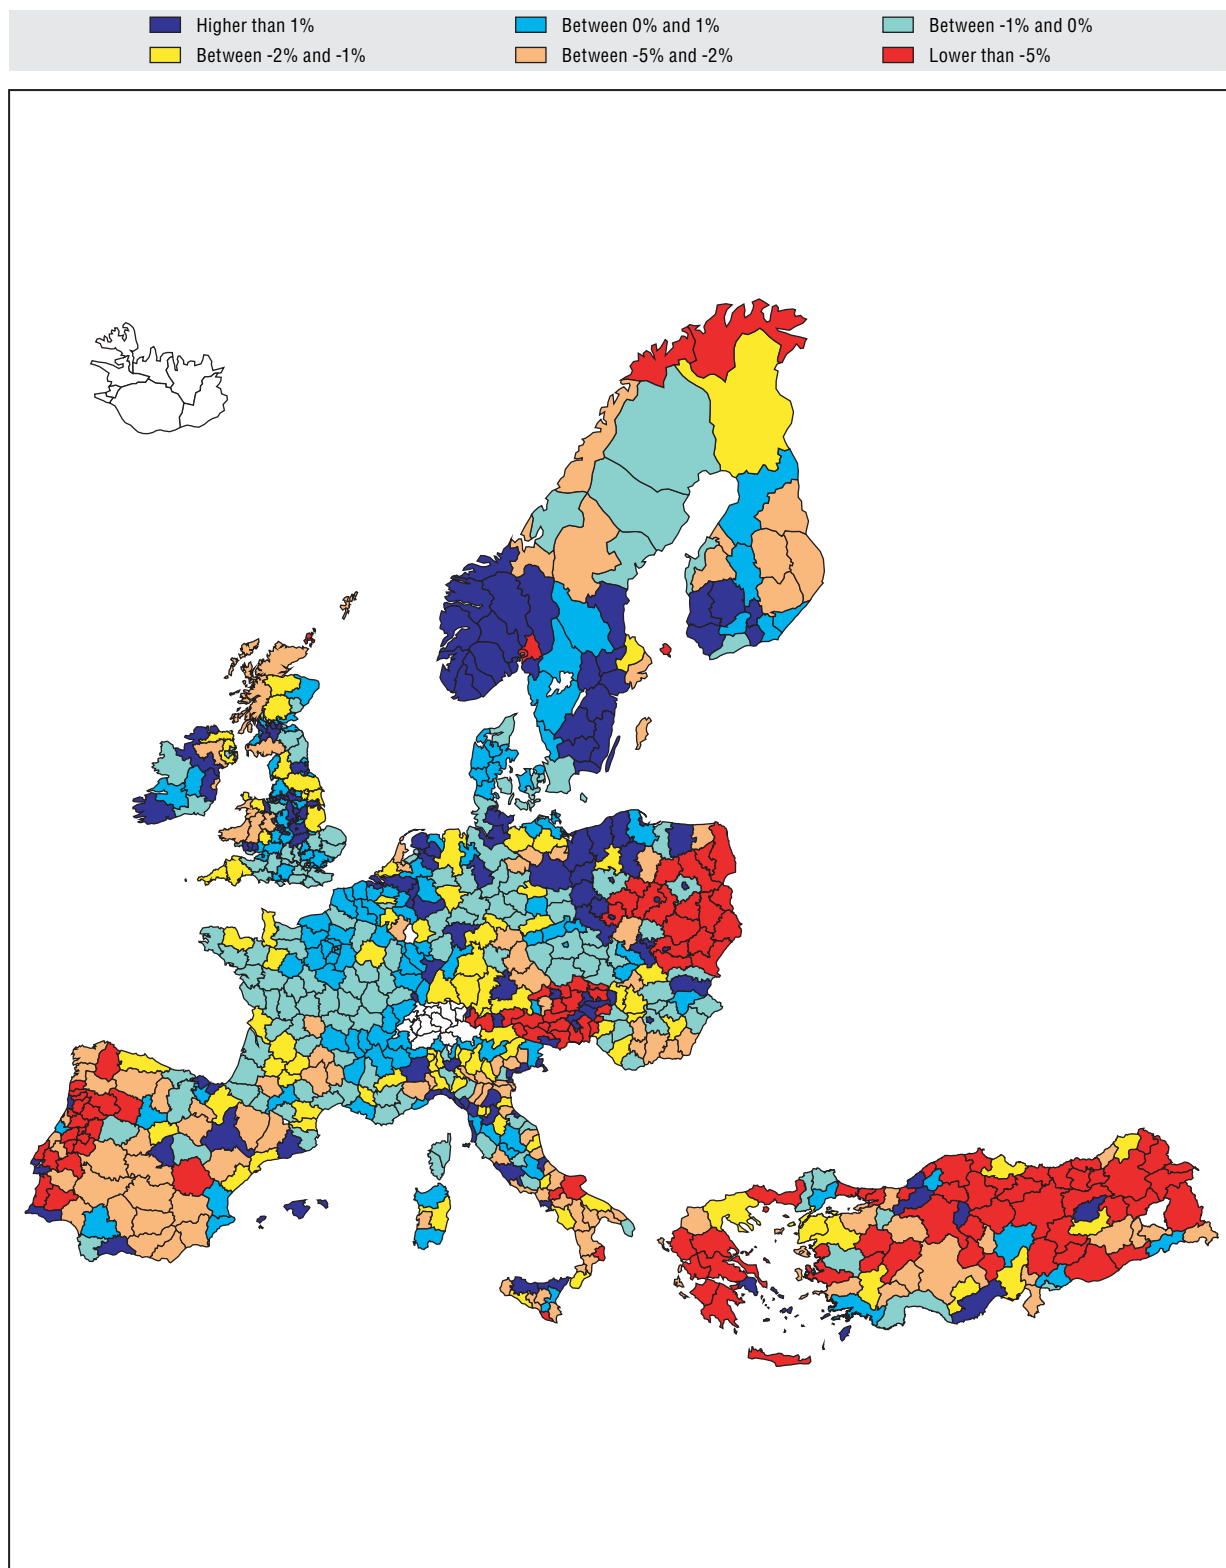 Higher than 1% Between 0% and 1% Between -1% and 0%
Between -2% and -1% Between -5% and -2% Lower than -5%